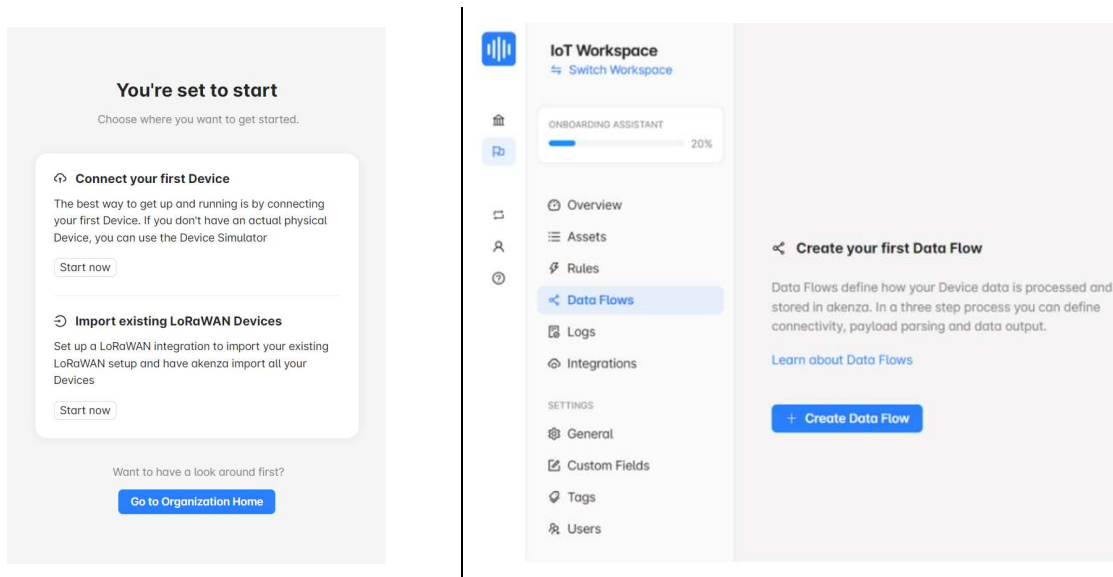 You're set to start
Choose where you want to get started.
Connect your first Device
The best way to get up and running is by connecting
your first Device. If you don't have an actual physical
Device, you can use the Device Simulator
Start now
Import existing LoRaWAN Devices
Set up a LoRaWAN integration to import your existing
LoRaWAN setup and have akenza import all your
Devices
Start now
Want to have a look around first?
Go to Organization Home
IoT Workspace
Switch Workspace
ONBOARDING ASSISTANT
20%
Overview
Assets
Rules
Data Flows
Logs
Integrations
SETTINGS
General
Custom Fields
Tags
Users
Create your first Data Flow
Data Flows define how your Device data is processed and
stored in akenza. In a three step process you can define
connectivity, payload parsing and data output.
Learn about Data Flows
+ Create Data Flow